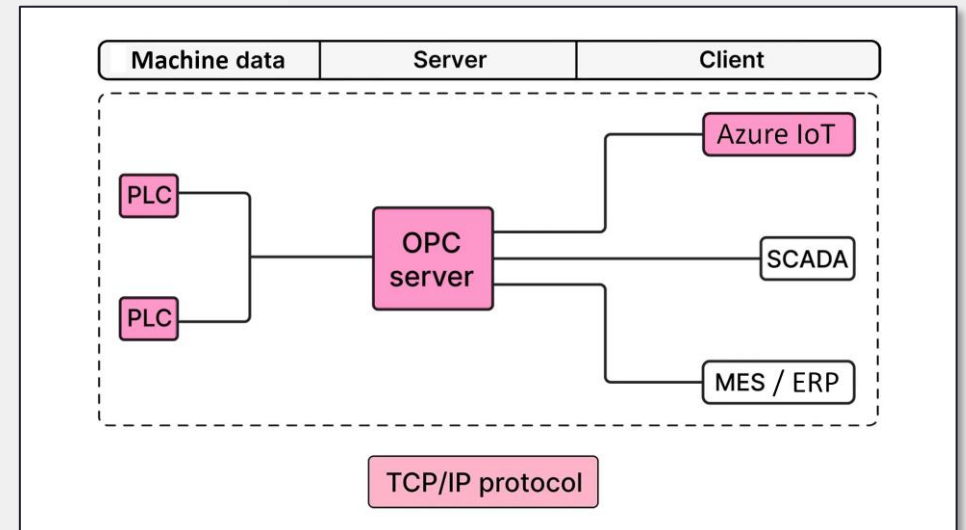 Machine data
Server
Client
Azure IoT
PLC
OPC
server
SCADA
PLC
MES / ERP
TCP/IP protocol